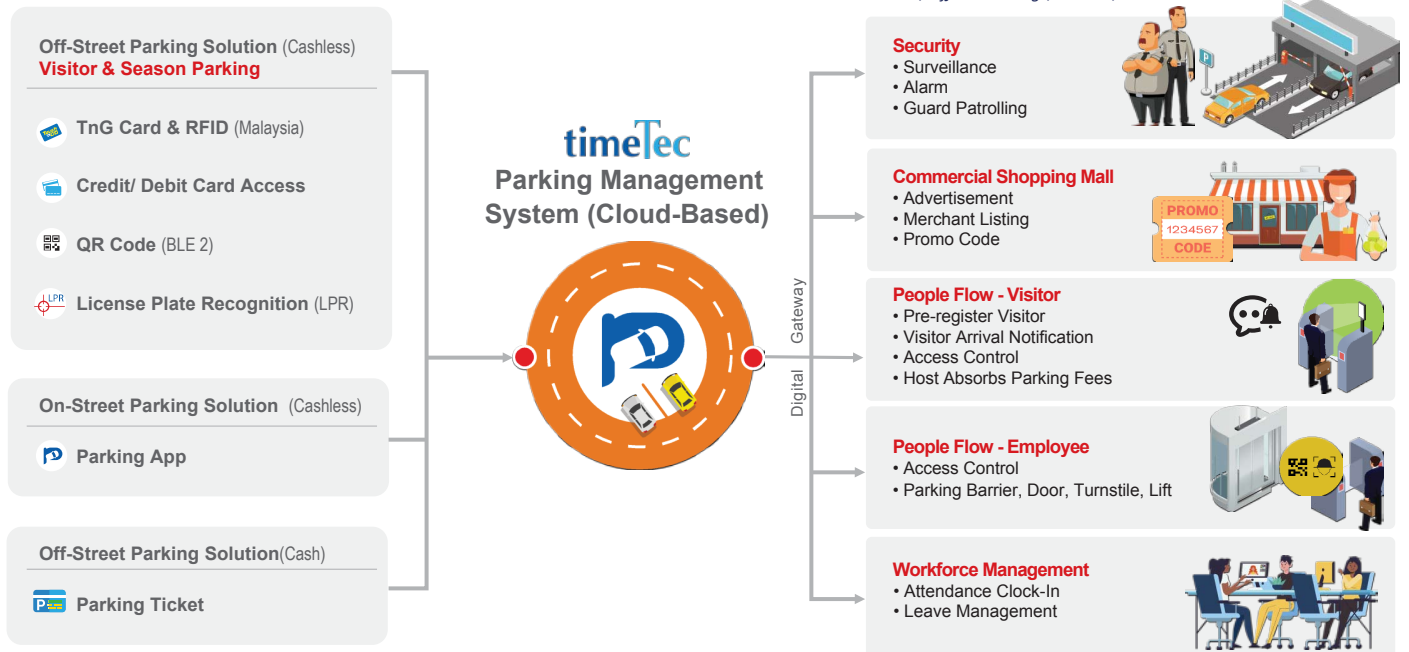 Off-Street Parking Solution (Cashless)
Visitor & Season Parking
TnG Card & RFID (Malaysia)
Credit/ Debit Card Access
QR Code (BLE 2)
LPR
License Plate Recognition (LPR)
On-Street Parking Solution (Cashless)
Parking App
Off-Street Parking Solution(Cash)
P
Parking Ticket
timeTec
Parking Management
System (Cloud-Based)
Digital Gateway
Security
• Surveillance
• Alarm
• Guard Patrolling
P
Commercial Shopping Mall
• Advertisement
• Merchant Listing
• Promo Code
PROMO
1234567
CODE
People Flow - Visitor
• Pre-register Visitor
• Visitor Arrival Notification
• Access Control
• Host Absorbs Parking Fees
People Flow - Employee
• Access Control
• Parking Barrier, Door, Turnstile, Lift
Workforce Management
• Attendance Clock-In
• Leave Management